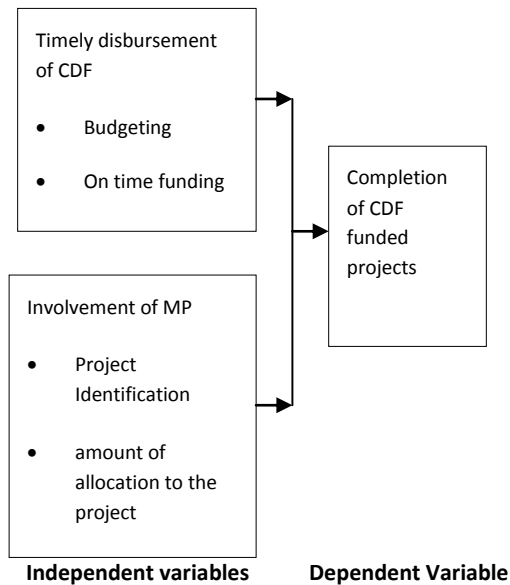 Timely disbursement
of CDF
• Budgeting
• On time funding
Completion
of CDF
funded
projects
Involvement of MP
• Project
Identification
• amount of
allocation to the
project
Independent variables
Dependent Variable